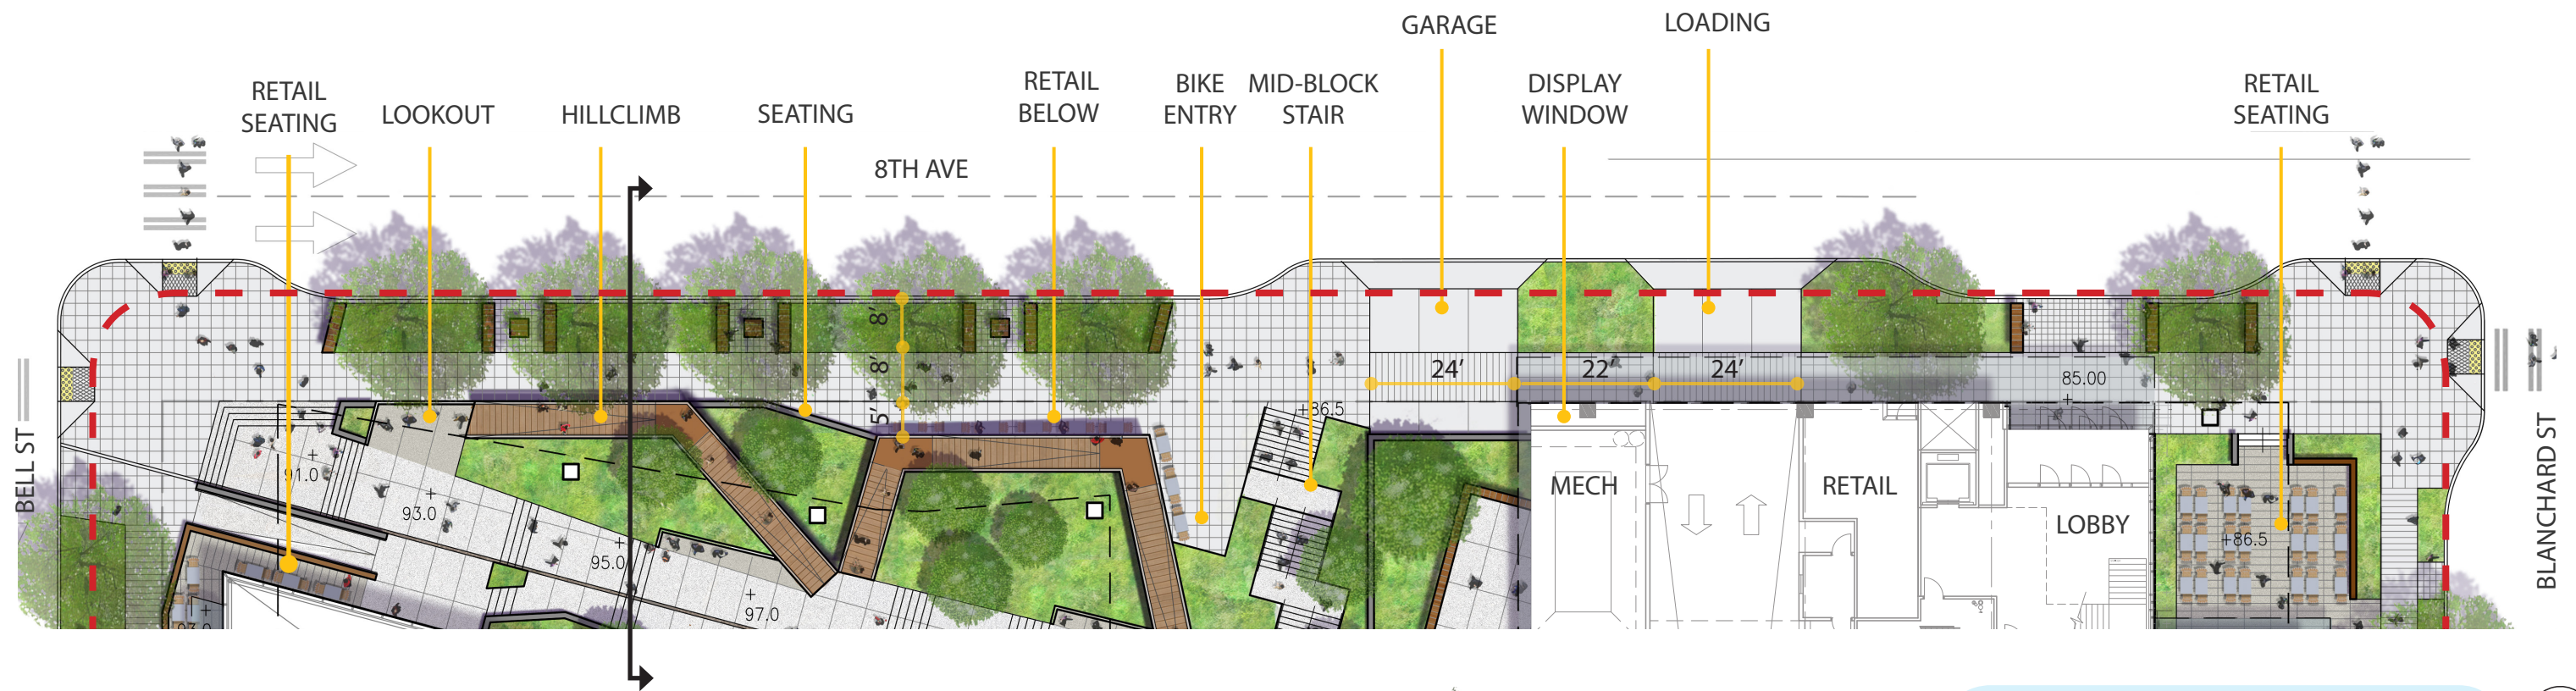 GARAGE
LOADING
RETAIL
SEATING
LOOKOUT
HILLCLIMB
SEATING
RETAIL
BELOW
BIKE
ENTRY
MID-BLOCK
STAIR
DISPLAY
WINDOW
RETAIL
SEATING
8TH AVE
8'
8'
5'
24'
22'
24'
85.00
+86.5
91.0
93.0
95.0
97.0
93.0
MECH
RETAIL
LOBBY
+86.5
BELL ST
BLANCHARD ST